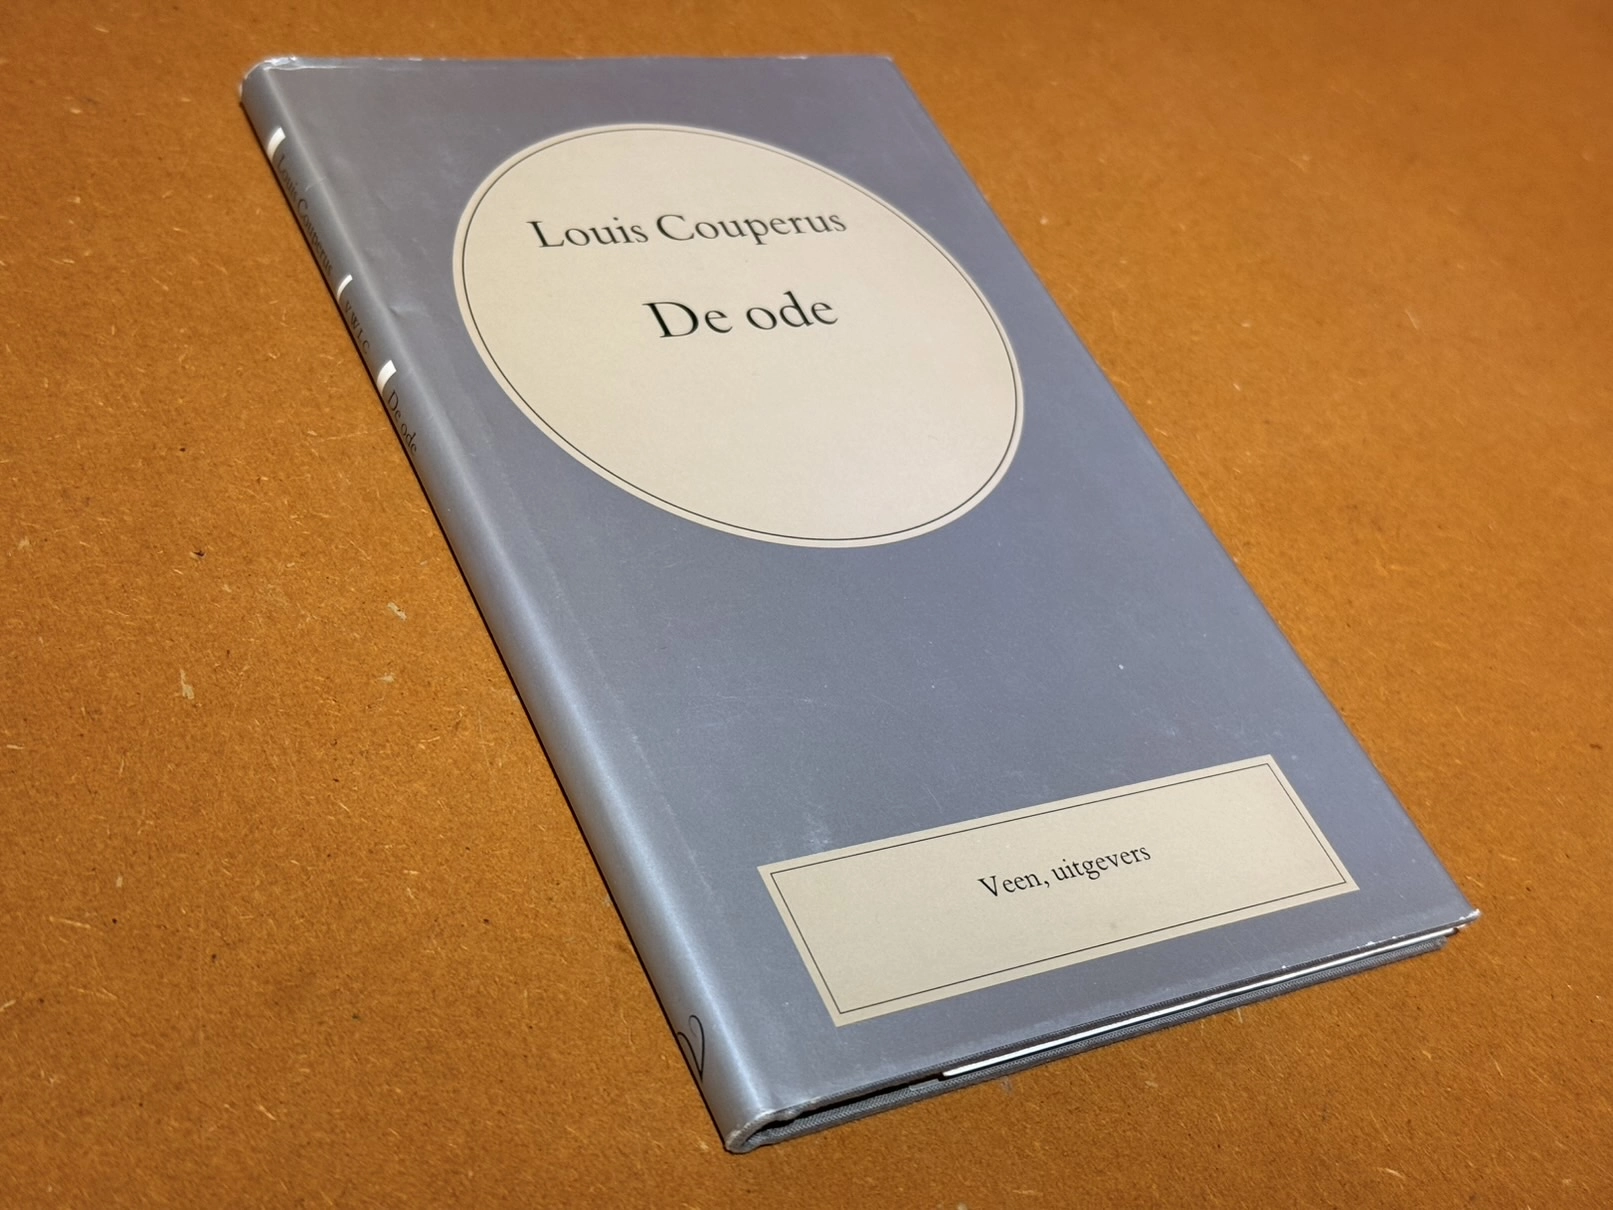 Louis Couperus
De ode
Veen, uitgevers
Louis Couperus
V.W.L.C.
De ode